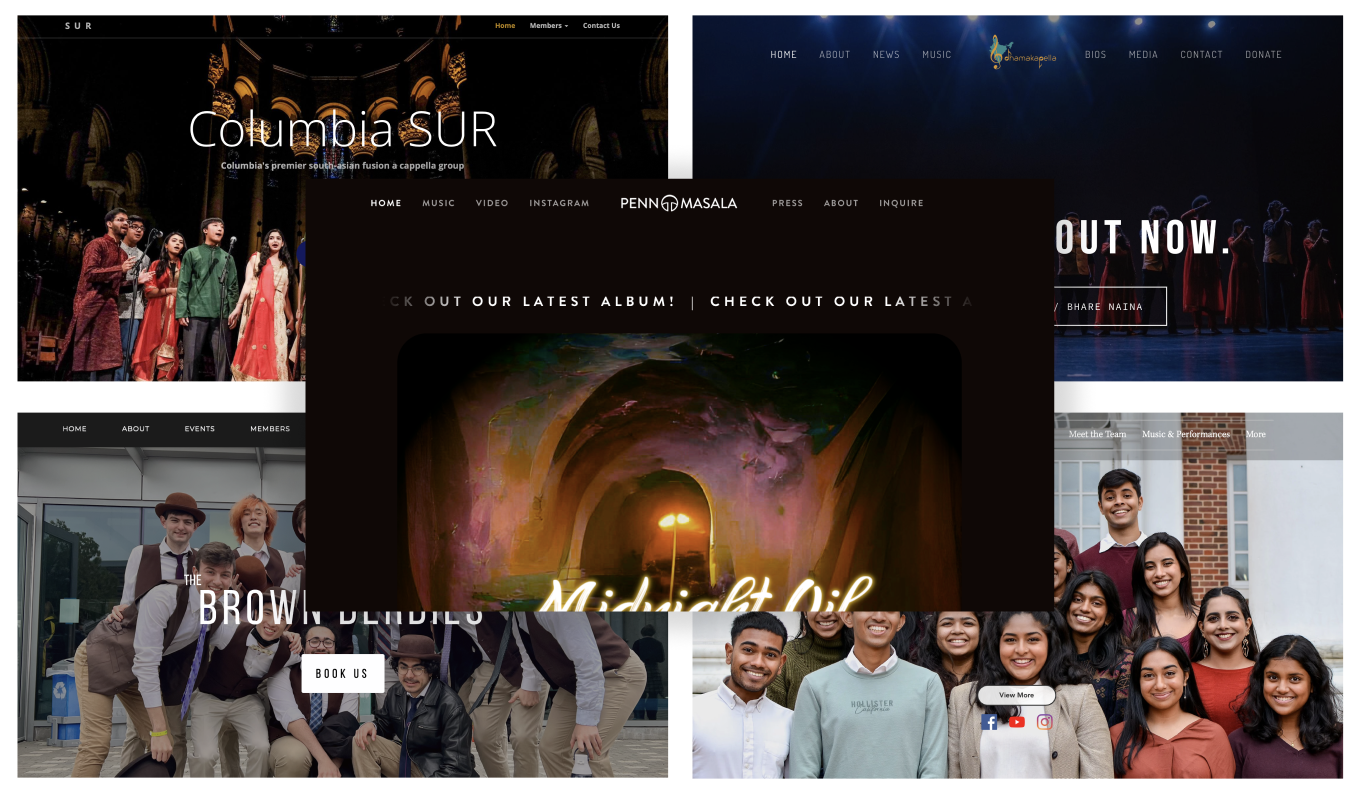 SUR
Home Members Contact Us
Columbia SUR
Columbia's premier south-asian fusion a cappella group
HOME ABOUT NEWS MUSIC dhamakapella BIOS MEDIA CONTACT DONATE
OUT NOW.
/ BHARE NAINA
HOME MUSIC VIDEO INSTAGRAM PENN MASALA PRESS ABOUT INQUIRE
CK OUT OUR LATEST ALBUM! | CHECK OUT OUR LATEST A
Midnight Oil
HOME ABOUT EVENTS MEMBERS
THE
BROWN DERBIES
BOOK US
Meet the Team Music & Performances More
HOLLISTER
California
View More